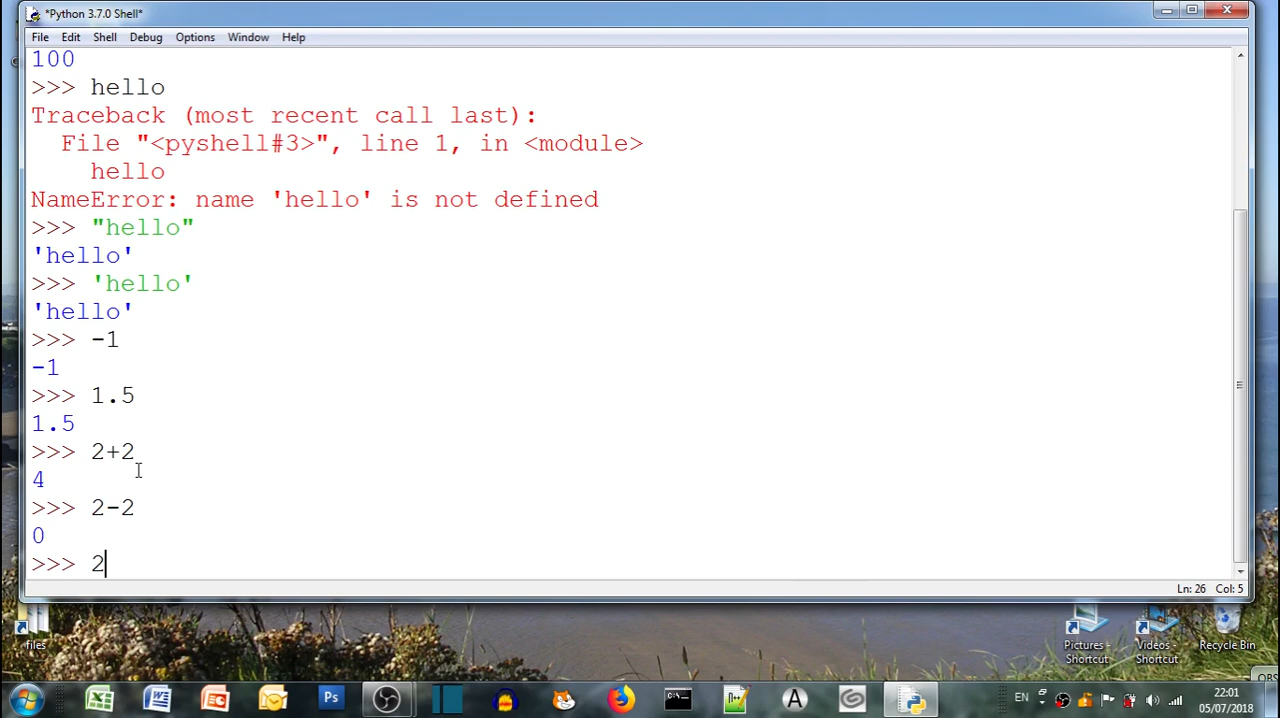 *Python 3.7.0 Shell*
File Edit Shell Debug Options Window Help
100
>>> hello
Traceback (most recent call last):
  File "<pyshell#3>", line 1, in <module>
    hello
NameError: name 'hello' is not defined
>>> "hello"
'hello'
>>> 'hello'
'hello'
>>> -1
-1
>>> 1.5
1.5
>>> 2+2
4
>>> 2-2
0
>>> 2
Ln: 26 Col: 5
files
Pictures - Shortcut
Videos - Shortcut
Recycle Bin
OBS
Ps
EN
22:01
05/07/2018